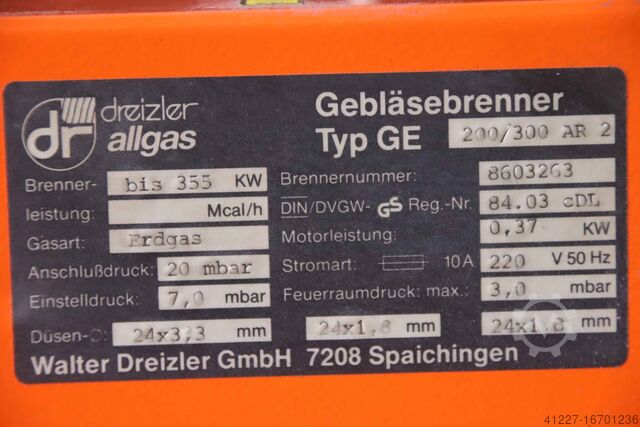 dr dreizler allgas
Gebläsebrenner
Typ GE 200/300 AR 2
Brenner- bis 355 KW
leistung: Mcal/h
Gasart: Erdgas
Anschlußdruck: 20 mbar
Einstelldruck: 7,0 mbar
Brennernummer: 8603263
DIN/DVGW- GS Reg.-Nr. 84.03 cDL
Motorleistung: 0,37 KW
Stromart: 10 A 220 V 50 Hz
Feuerraumdruck: max.: 3,0 mbar
Düsen-∅: 24x3,3 mm 24x1,8 mm 24x1,8 mm
Walter Dreizler GmbH 7208 Spaichingen
41227-16701236